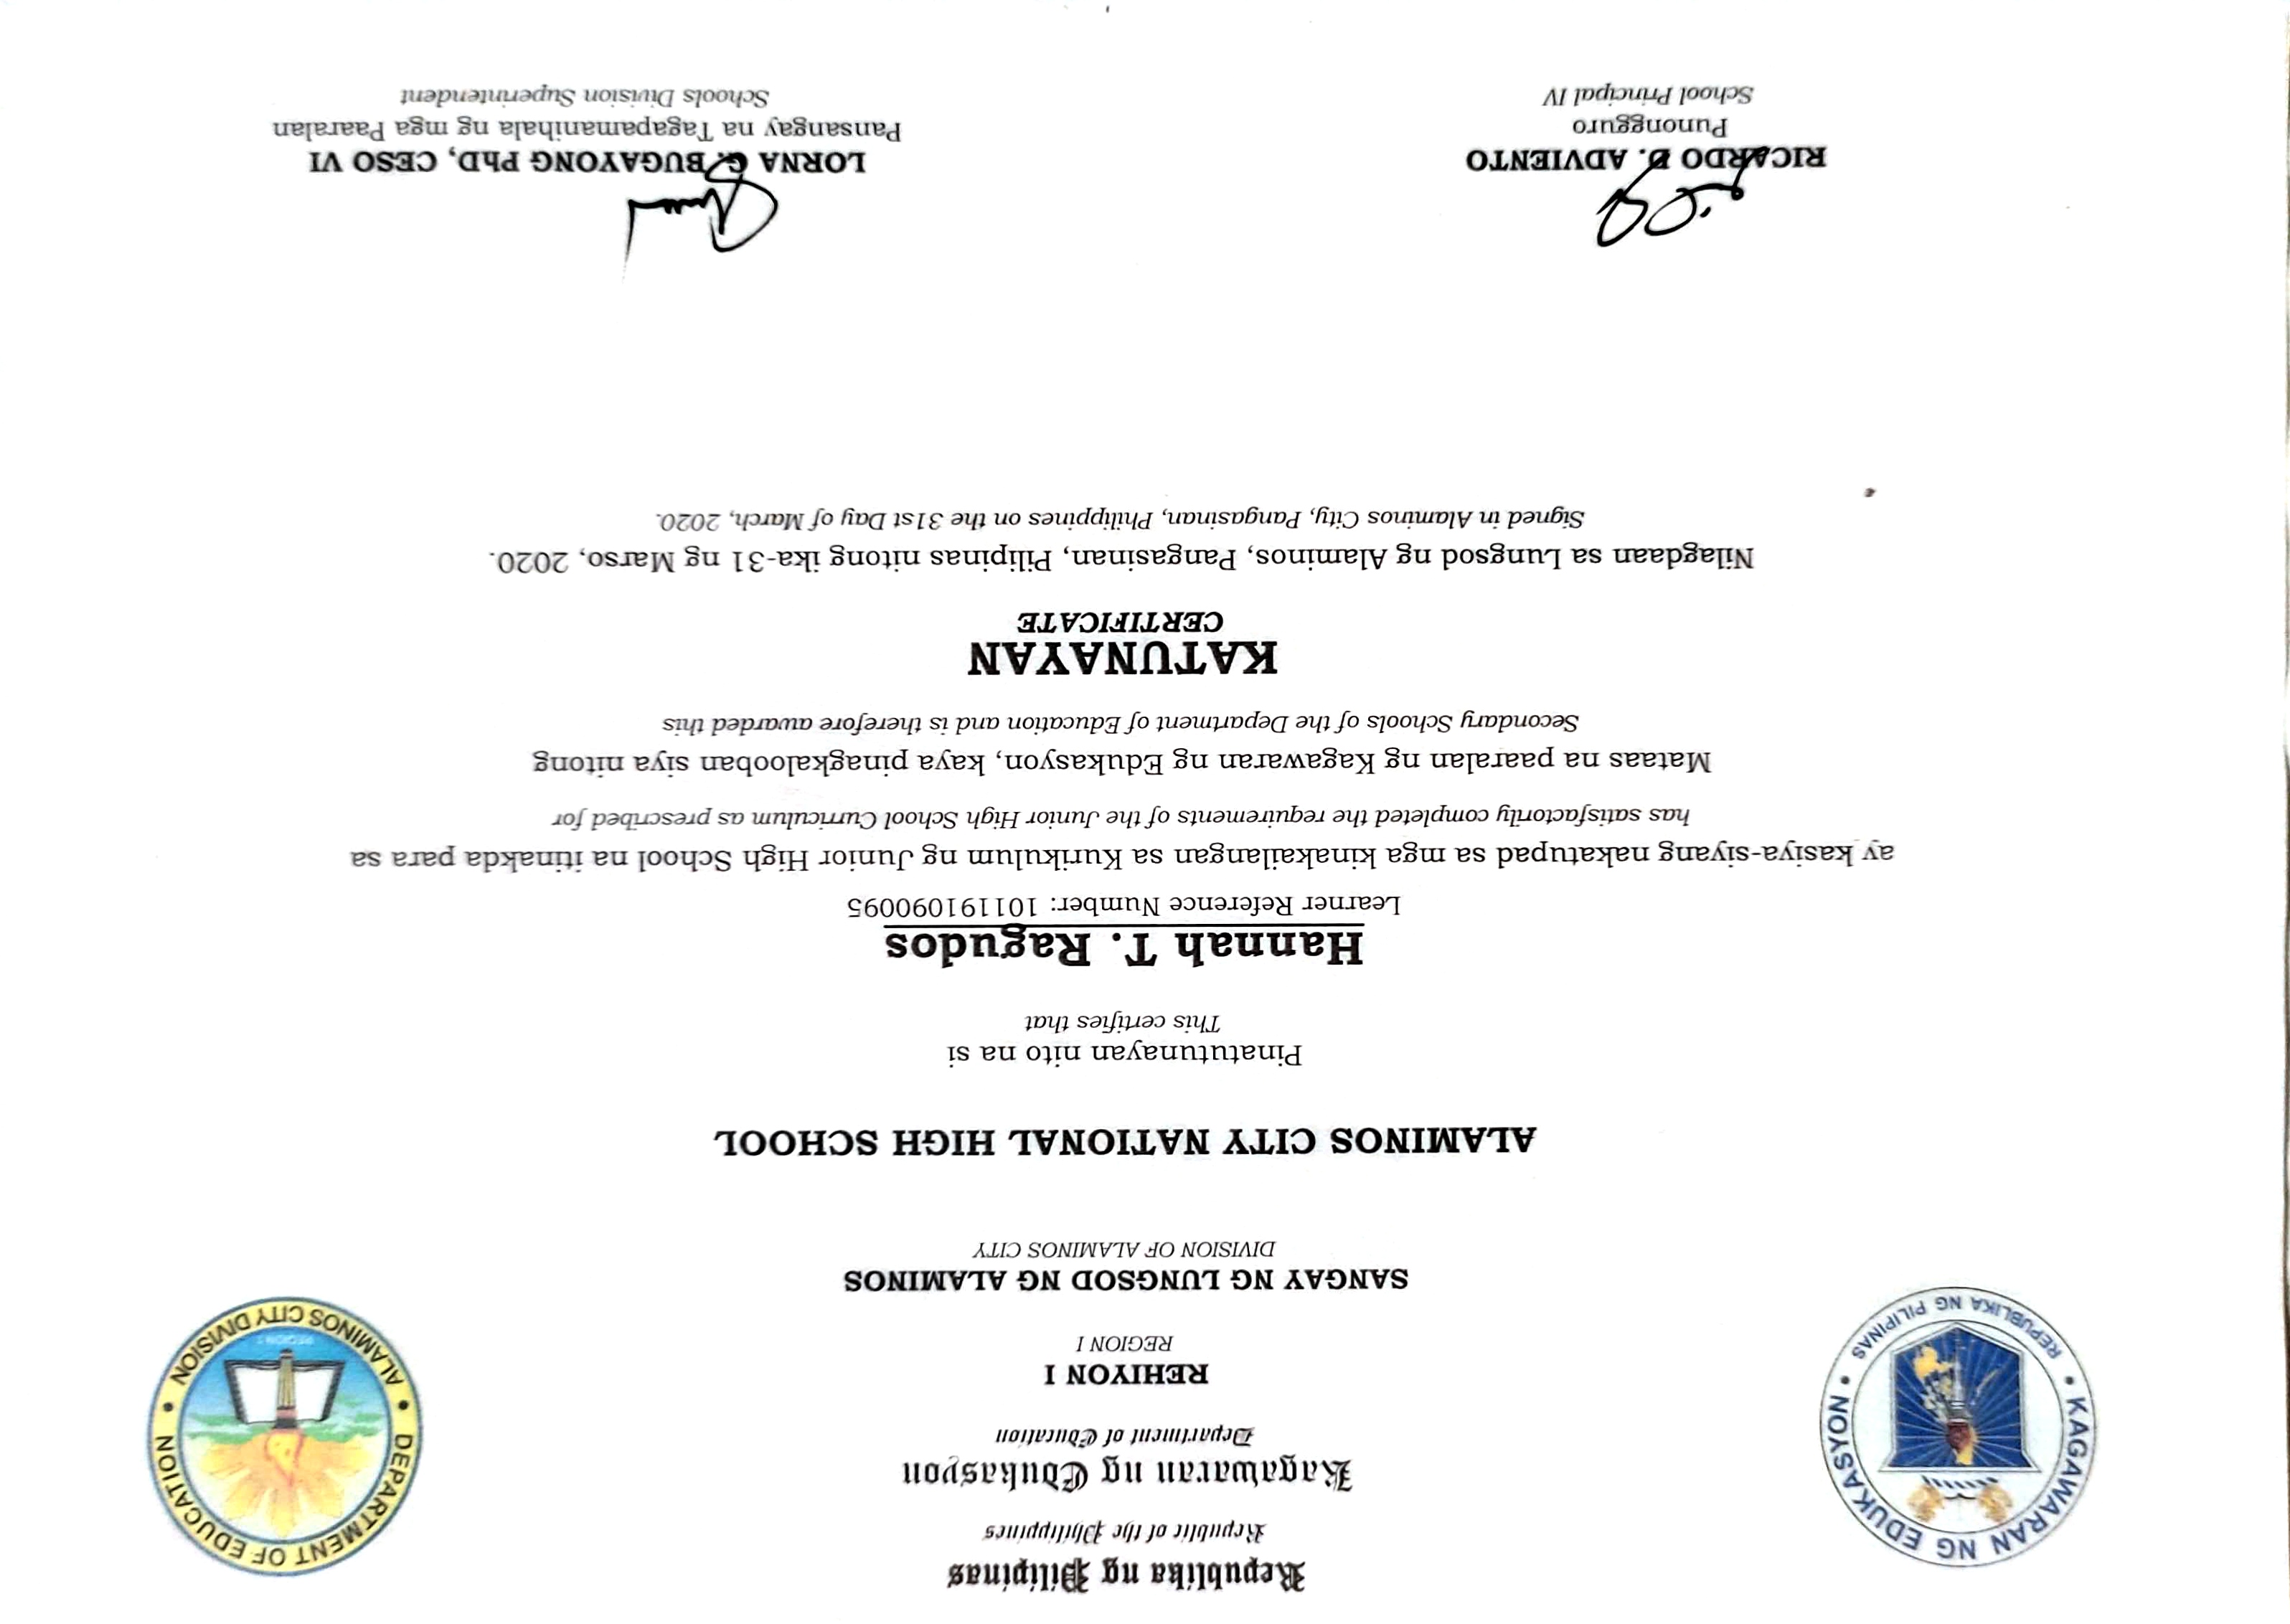 Republika ng Pilipinas
Republic of the Philippines
Kagawaran ng Edukasyon
Department of Education
REHIYON I
REGION I
SANGAY NG LUNGSOD NG ALAMINOS
DIVISION OF ALAMINOS CITY
KAGAWARAN NG EDUKASYON
REPUBLIKA NG PILIPINAS
DEPARTMENT OF EDUCATION
REGION I
ALAMINOS CITY DIVISION
ALAMINOS CITY NATIONAL HIGH SCHOOL
Pinatutunayan nito na si
This certifies that
Hannah T. Ragudos
Learner Reference Number: 101191090095
ay kasiya-siyang nakatupad sa mga kinakailangan sa Kurikulum ng Junior High School na itinakda para sa
has satisfactorily completed the requirements of the Junior High School Curriculum as prescribed for
Mataas na paaralan ng Kagawaran ng Edukasyon, kaya pinagkalooban siya nitong
Secondary Schools of the Department of Education and is therefore awarded this
KATUNAYAN
CERTIFICATE
Nilagdaan sa Lungsod ng Alaminos, Pangasinan, Pilipinas nitong ika-31 ng Marso, 2020.
Signed in Alaminos City, Pangasinan, Philippines on the 31st Day of March, 2020.
RICARDO D. ADVIENTO
Punongguro
School Principal IV
LORNA G. BUGAYONG PhD, CESO VI
Pansangay na Tagapamanihala ng mga Paaralan
Schools Division Superintendent